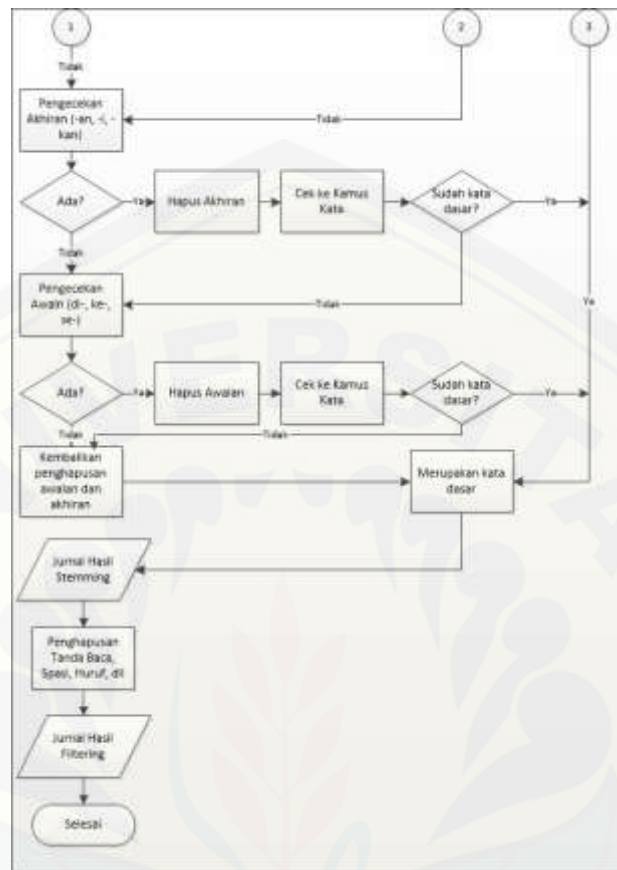 1
2
3
Tidak
Pengecekan
Akhiran (-an, -i, -
kan)
Tidak
Ada?
Ya
Hapus Akhiran
Cek ke Kamus
Kata
Sudah kata
dasar?
Ya
Tidak
Pengecekan
Awaln (di-, ke-,
se-)
Tidak
Ya
Ada?
Ya
Hapus Awalan
Cek ke Kamus
Kata
Sudah kata
dasar?
Ya
Tidak
Tidak
Kembalikan
penghapusan
awalan dan
akhiran
Merupakan kata
dasar
Jurnal Hasil
Stemming
Penghapusan
Tanda Baca,
Spasi, Huruf, dll
Jurnal Hasil
Filtering
Selesai